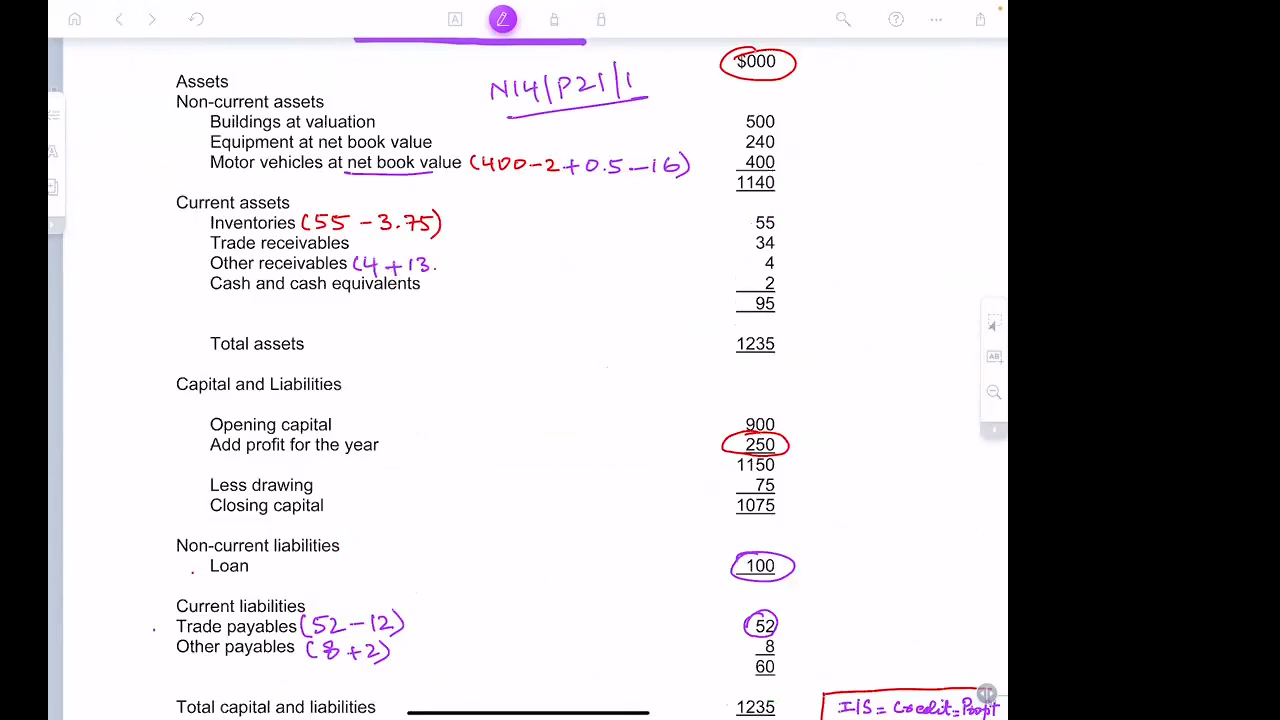 $000
Assets
N14/P21/1
Non-current assets
Buildings at valuation 500
Equipment at net book value 240
Motor vehicles at net book value (400-2+0.5-16) 400
1140
Current assets
Inventories (55 - 3.75) 55
Trade receivables 34
Other receivables (4 + 13. 4
Cash and cash equivalents 2
95
Total assets 1235
Capital and Liabilities
Opening capital 900
Add profit for the year 250
1150
Less drawing 75
Closing capital 1075
Non-current liabilities
Loan 100
Current liabilities
Trade payables (52 - 12) 52
Other payables (8 + 2) 8
60
Total capital and liabilities 1235
I/S = Credit = Profit